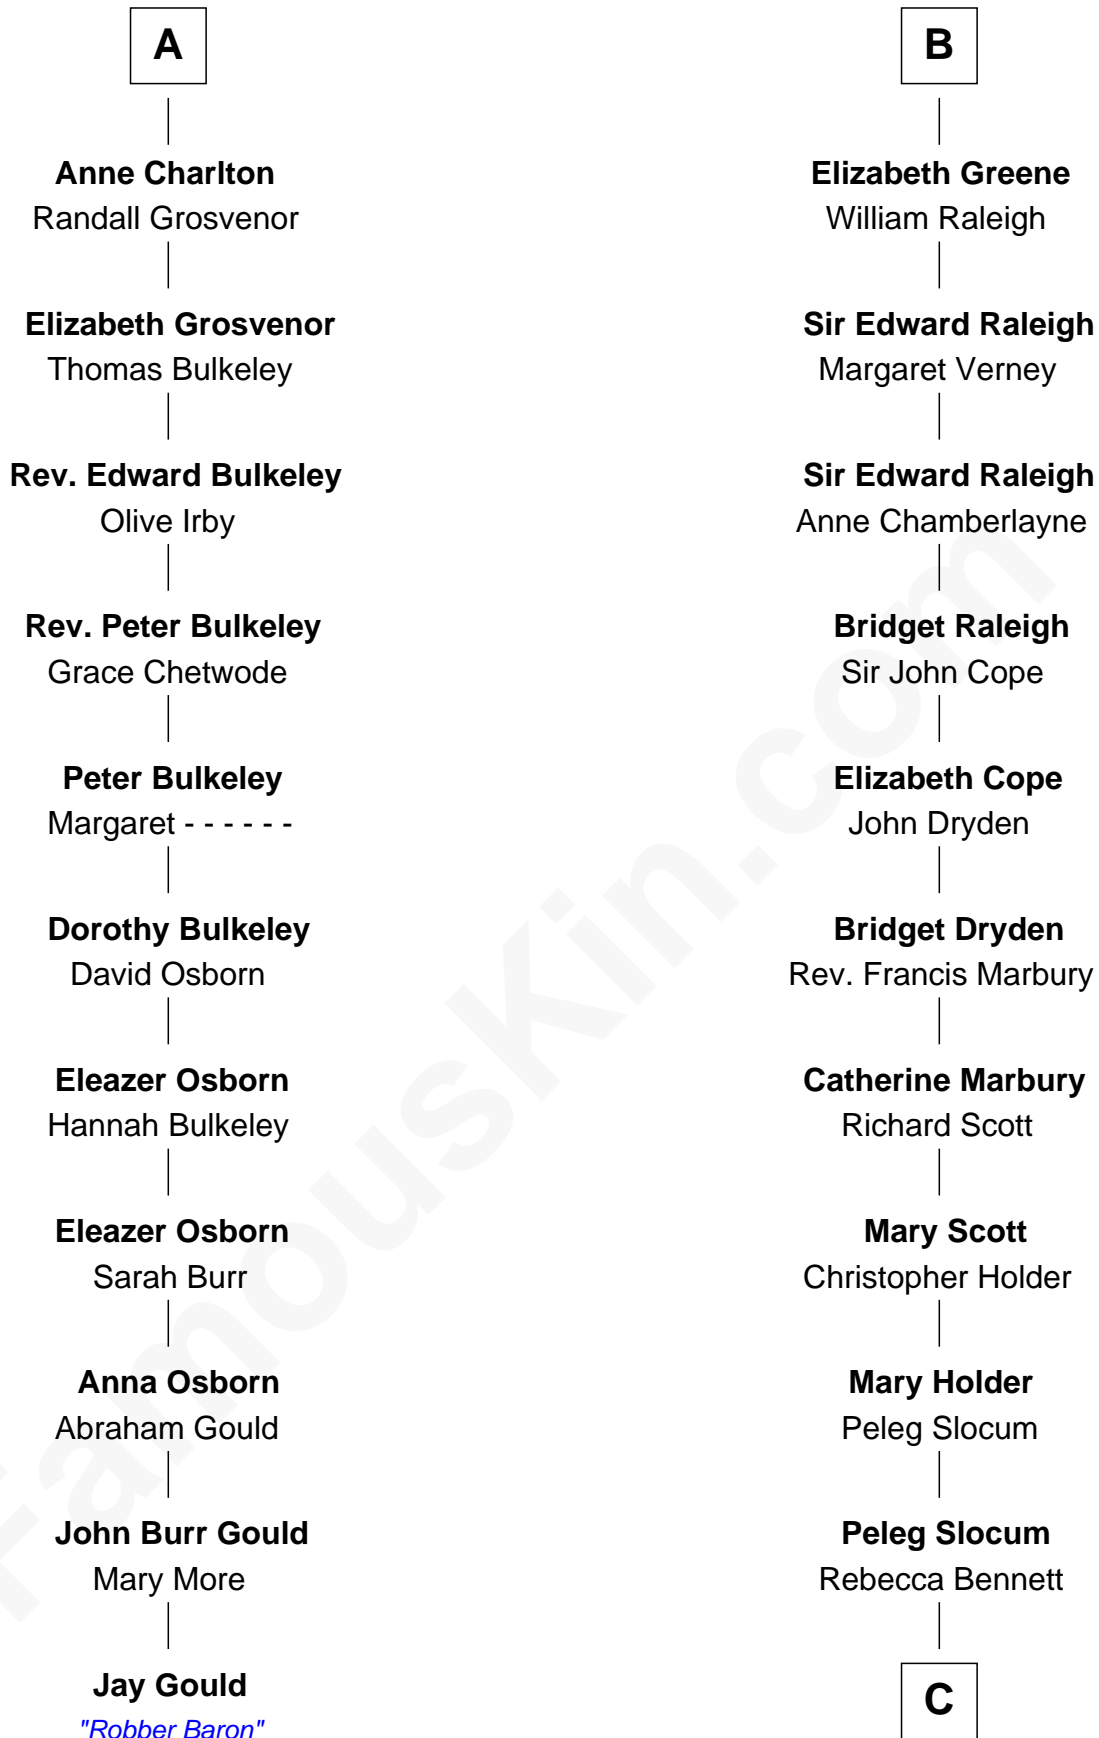 A
Anne Charlton
Randall Grosvenor
Elizabeth Grosvenor
Thomas Bulkeley
Rev. Edward Bulkeley
Olive Irby
Rev. Peter Bulkeley
Grace Chetwode
Peter Bulkeley
Margaret - - - - - -
Dorothy Bulkeley
David Osborn
Eleazer Osborn
Hannah Bulkeley
Eleazer Osborn
Sarah Burr
Anna Osborn
Abraham Gould
John Burr Gould
Mary More
Jay Gould
"Robber Baron"
B
Elizabeth Greene
William Raleigh
Sir Edward Raleigh
Margaret Verney
Sir Edward Raleigh
Anne Chamberlayne
Bridget Raleigh
Sir John Cope
Elizabeth Cope
John Dryden
Bridget Dryden
Rev. Francis Marbury
Catherine Marbury
Richard Scott
Mary Scott
Christopher Holder
Mary Holder
Peleg Slocum
Peleg Slocum
Rebecca Bennett
C
FamousKin.com